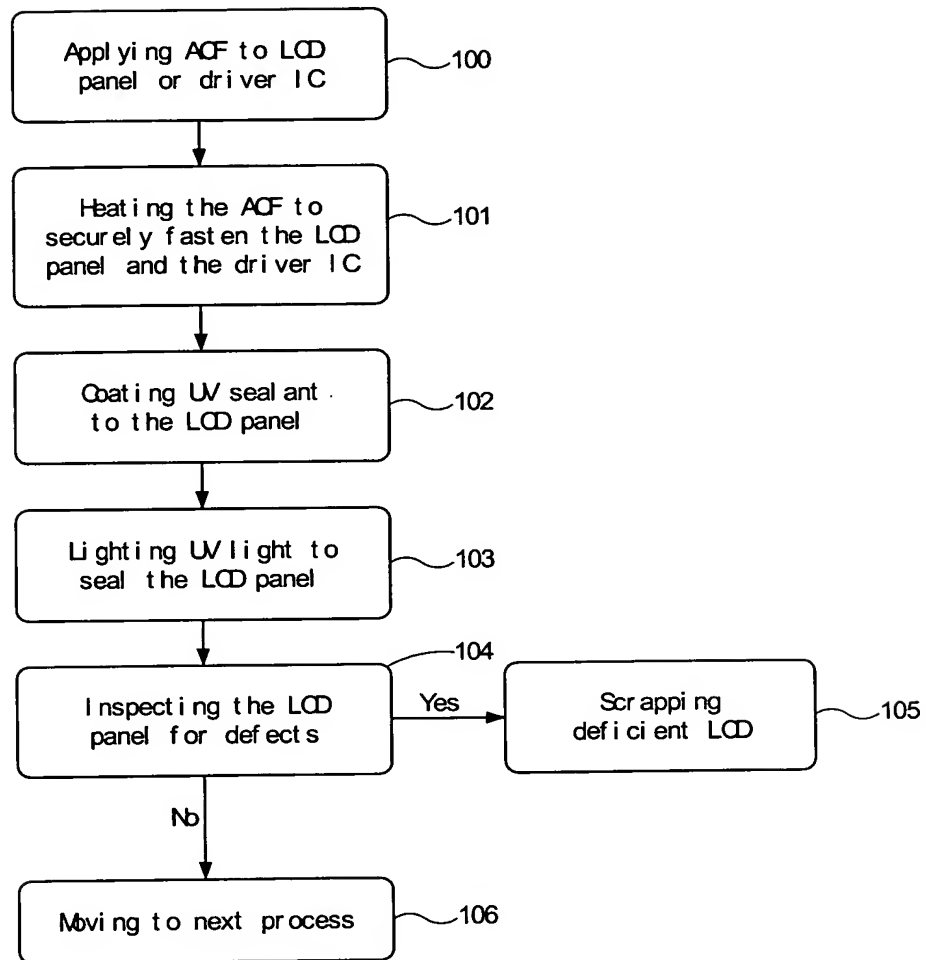 Applying ACF to LCD
panel or driver IC
100
Heating the ACF to
securely fasten the LCD
panel and the driver IC
101
Coating UV sealant
to the LCD panel
102
Lighting UV light to
seal the LCD panel
103
104
Inspecting the LCD
panel for defects
Yes
Scrapping
deficient LCD
105
No
Moving to next process
106